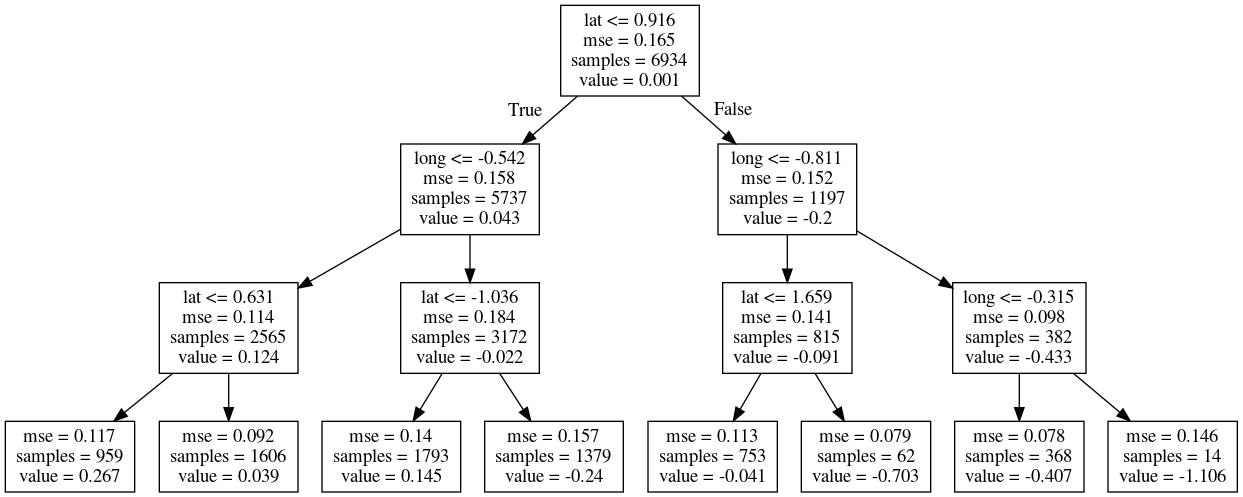 lat <= 0.916
mse = 0.165
samples = 6934
value = 0.001
True
False
long <= -0.542
mse = 0.158
samples = 5737
value = 0.043
long <= -0.811
mse = 0.152
samples = 1197
value = -0.2
lat <= 0.631
mse = 0.114
samples = 2565
value = 0.124
lat <= -1.036
mse = 0.184
samples = 3172
value = -0.022
lat <= 1.659
mse = 0.141
samples = 815
value = -0.091
long <= -0.315
mse = 0.098
samples = 382
value = -0.433
mse = 0.117
samples = 959
value = 0.267
mse = 0.092
samples = 1606
value = 0.039
mse = 0.14
samples = 1793
value = 0.145
mse = 0.157
samples = 1379
value = -0.24
mse = 0.113
samples = 753
value = -0.041
mse = 0.079
samples = 62
value = -0.703
mse = 0.078
samples = 368
value = -0.407
mse = 0.146
samples = 14
value = -1.106